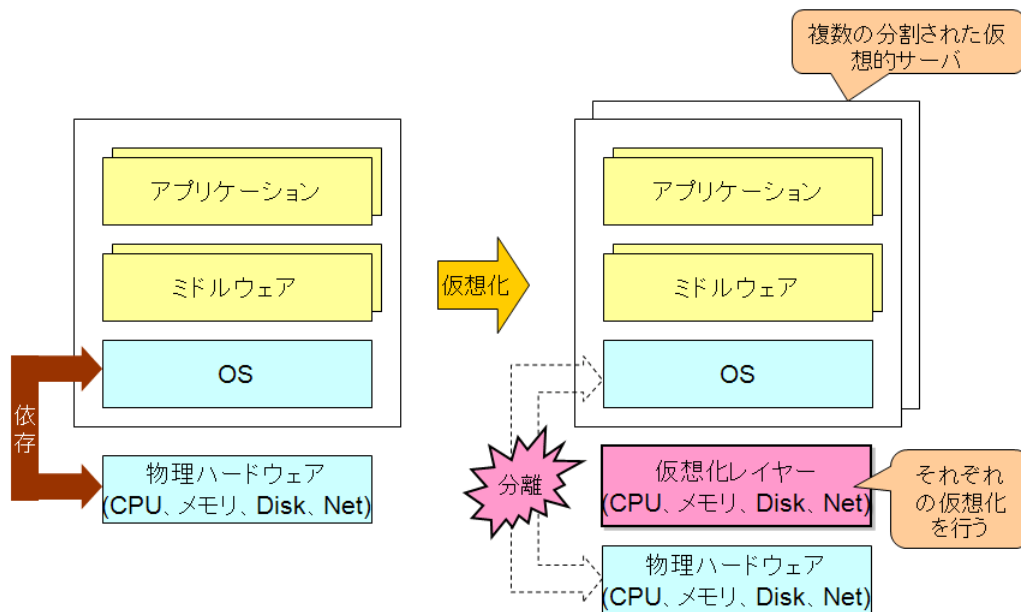 複数の分割された仮
想的サーバ
アプリケーション
ミドルウェア
OS
依
存
物理ハードウェア
(CPU、メモリ、Disk、Net)
仮想化
アプリケーション
ミドルウェア
OS
分離
仮想化レイヤー
(CPU、メモリ、Disk、Net)
それぞれ
の仮想化
を行う
物理ハードウェア
(CPU、メモリ、Disk、Net)